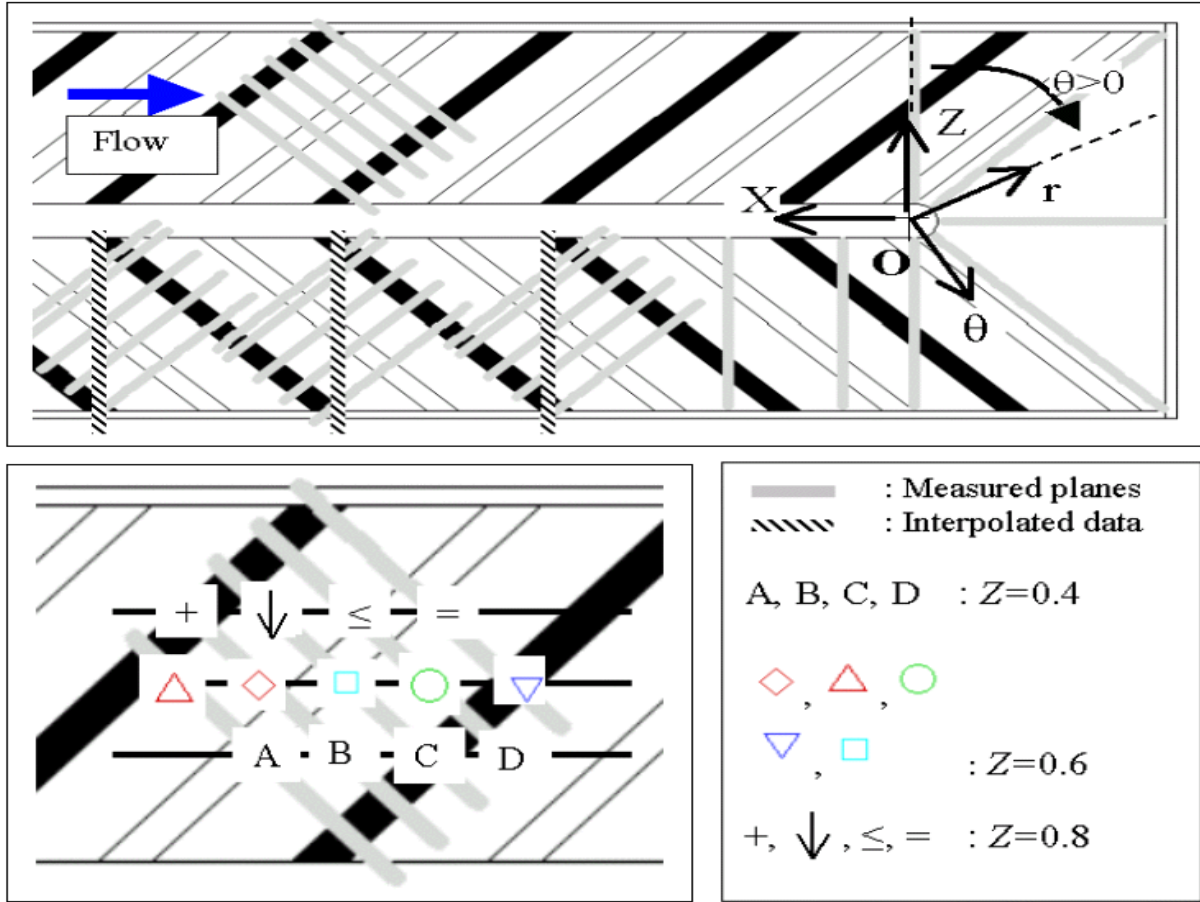 θ>0
Flow
Z
X
r
O
θ
: Measured planes
: Interpolated data
+ ↓ ≤ =
A B C D
A, B, C, D : Z=0.4
◇, △, ○
▽, □ : Z=0.6
+, ↓, ≤, = : Z=0.8